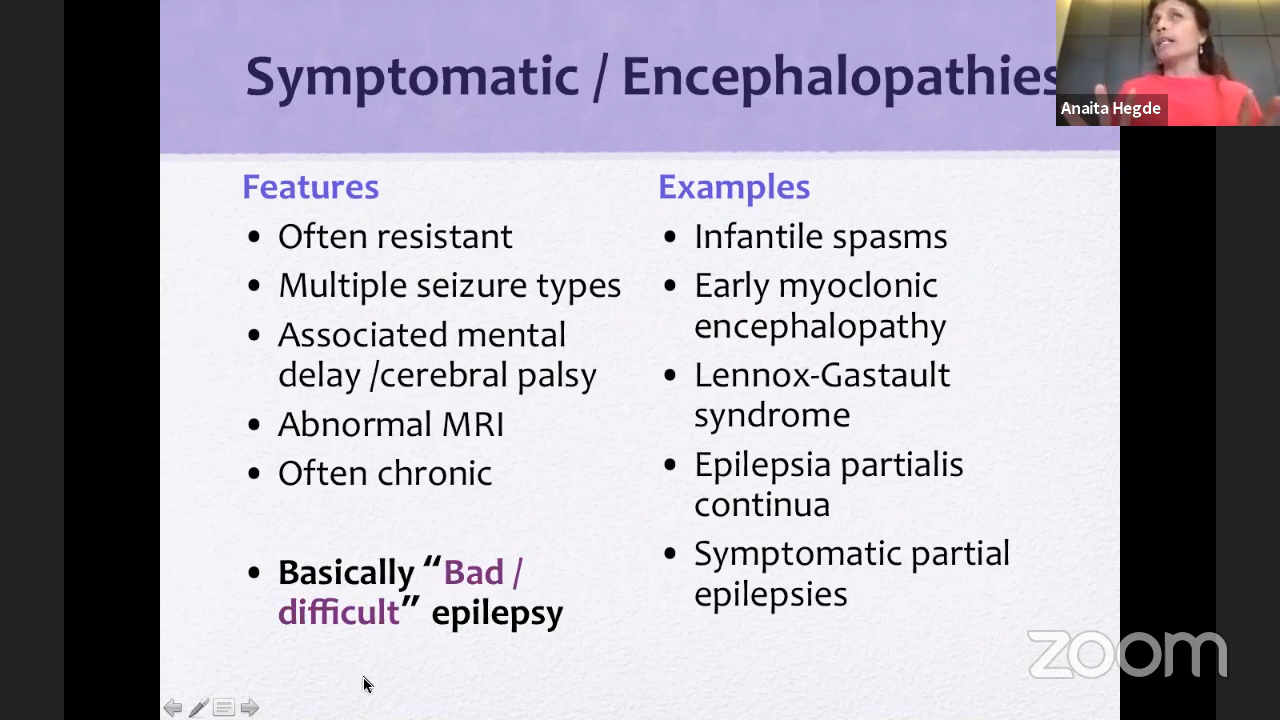 Symptomatic / Encephalopathies
Anaita Hegde
Features
• Often resistant
• Multiple seizure types
• Associated mental
delay /cerebral palsy
• Abnormal MRI
• Often chronic
• Basically “Bad /
difficult” epilepsy
Examples
• Infantile spasms
• Early myoclonic
encephalopathy
• Lennox-Gastault
syndrome
• Epilepsia partialis
continua
• Symptomatic partial
epilepsies
zoom